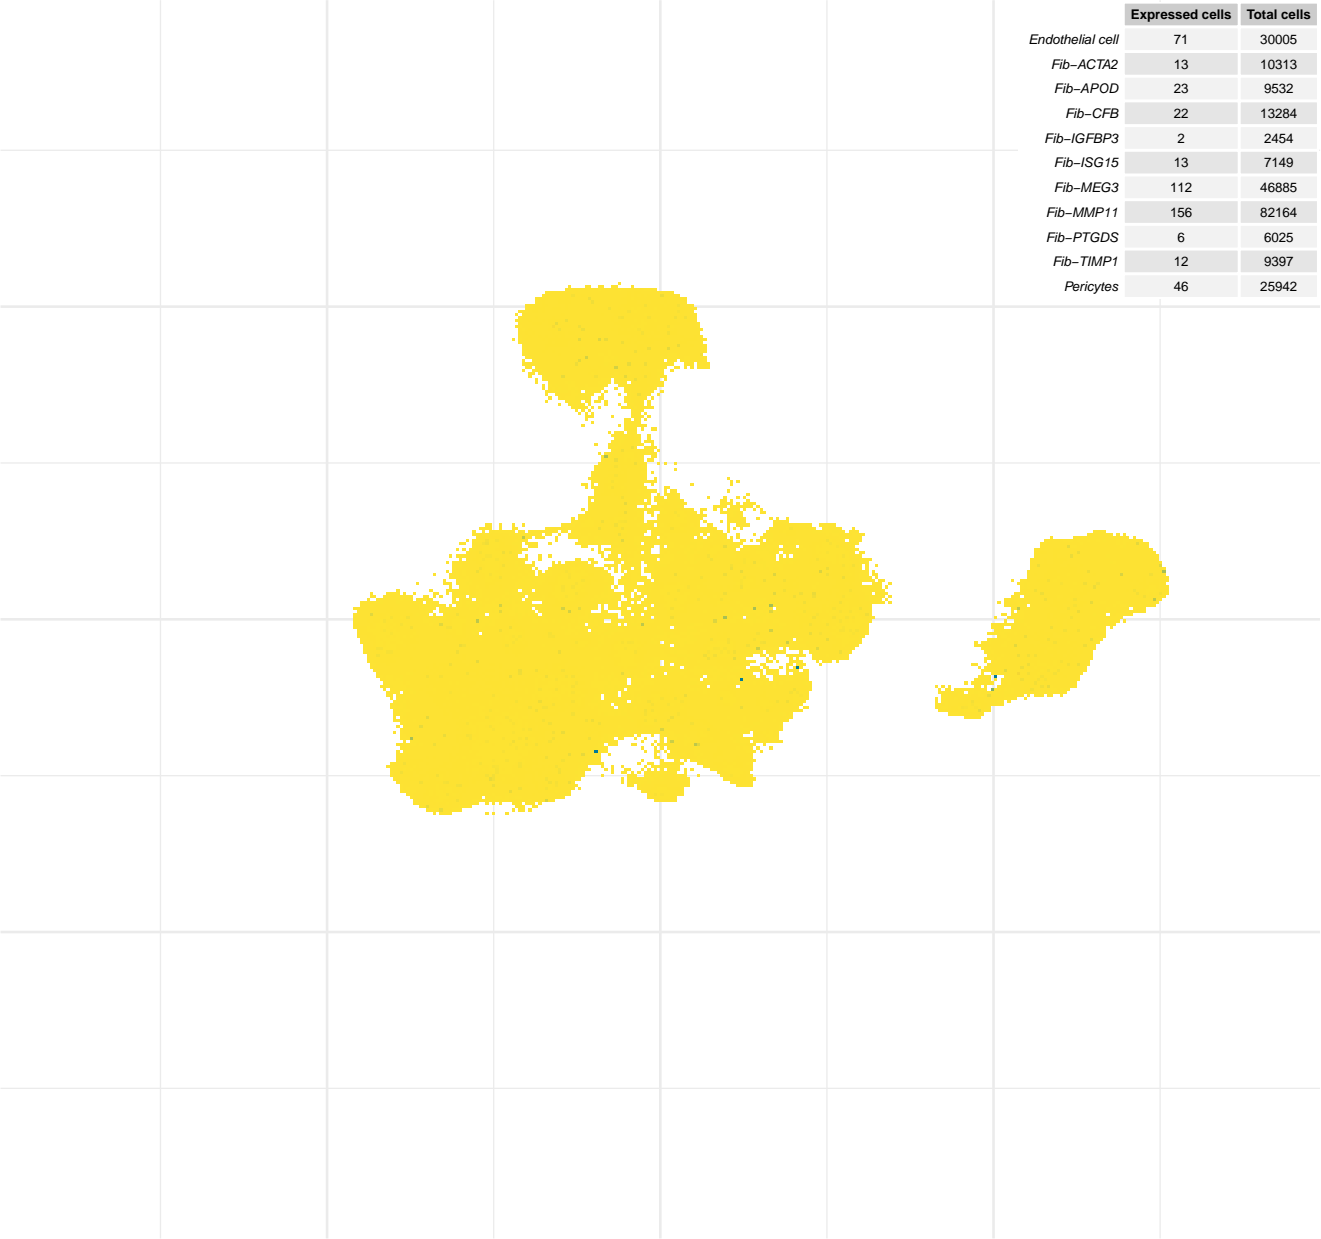 Expressed cells Total cells
Endothelial cell 71 30005
Fib−ACTA2 13 10313
Fib−APOD 23 9532
Fib−CFB 22 13284
Fib−IGFBP3 2 2454
Fib−ISG15 13 7149
Fib−MEG3 112 46885
Fib−MMP11 156 82164
Fib−PTGDS 6 6025
Fib−TIMP1 12 9397
Pericytes 46 25942